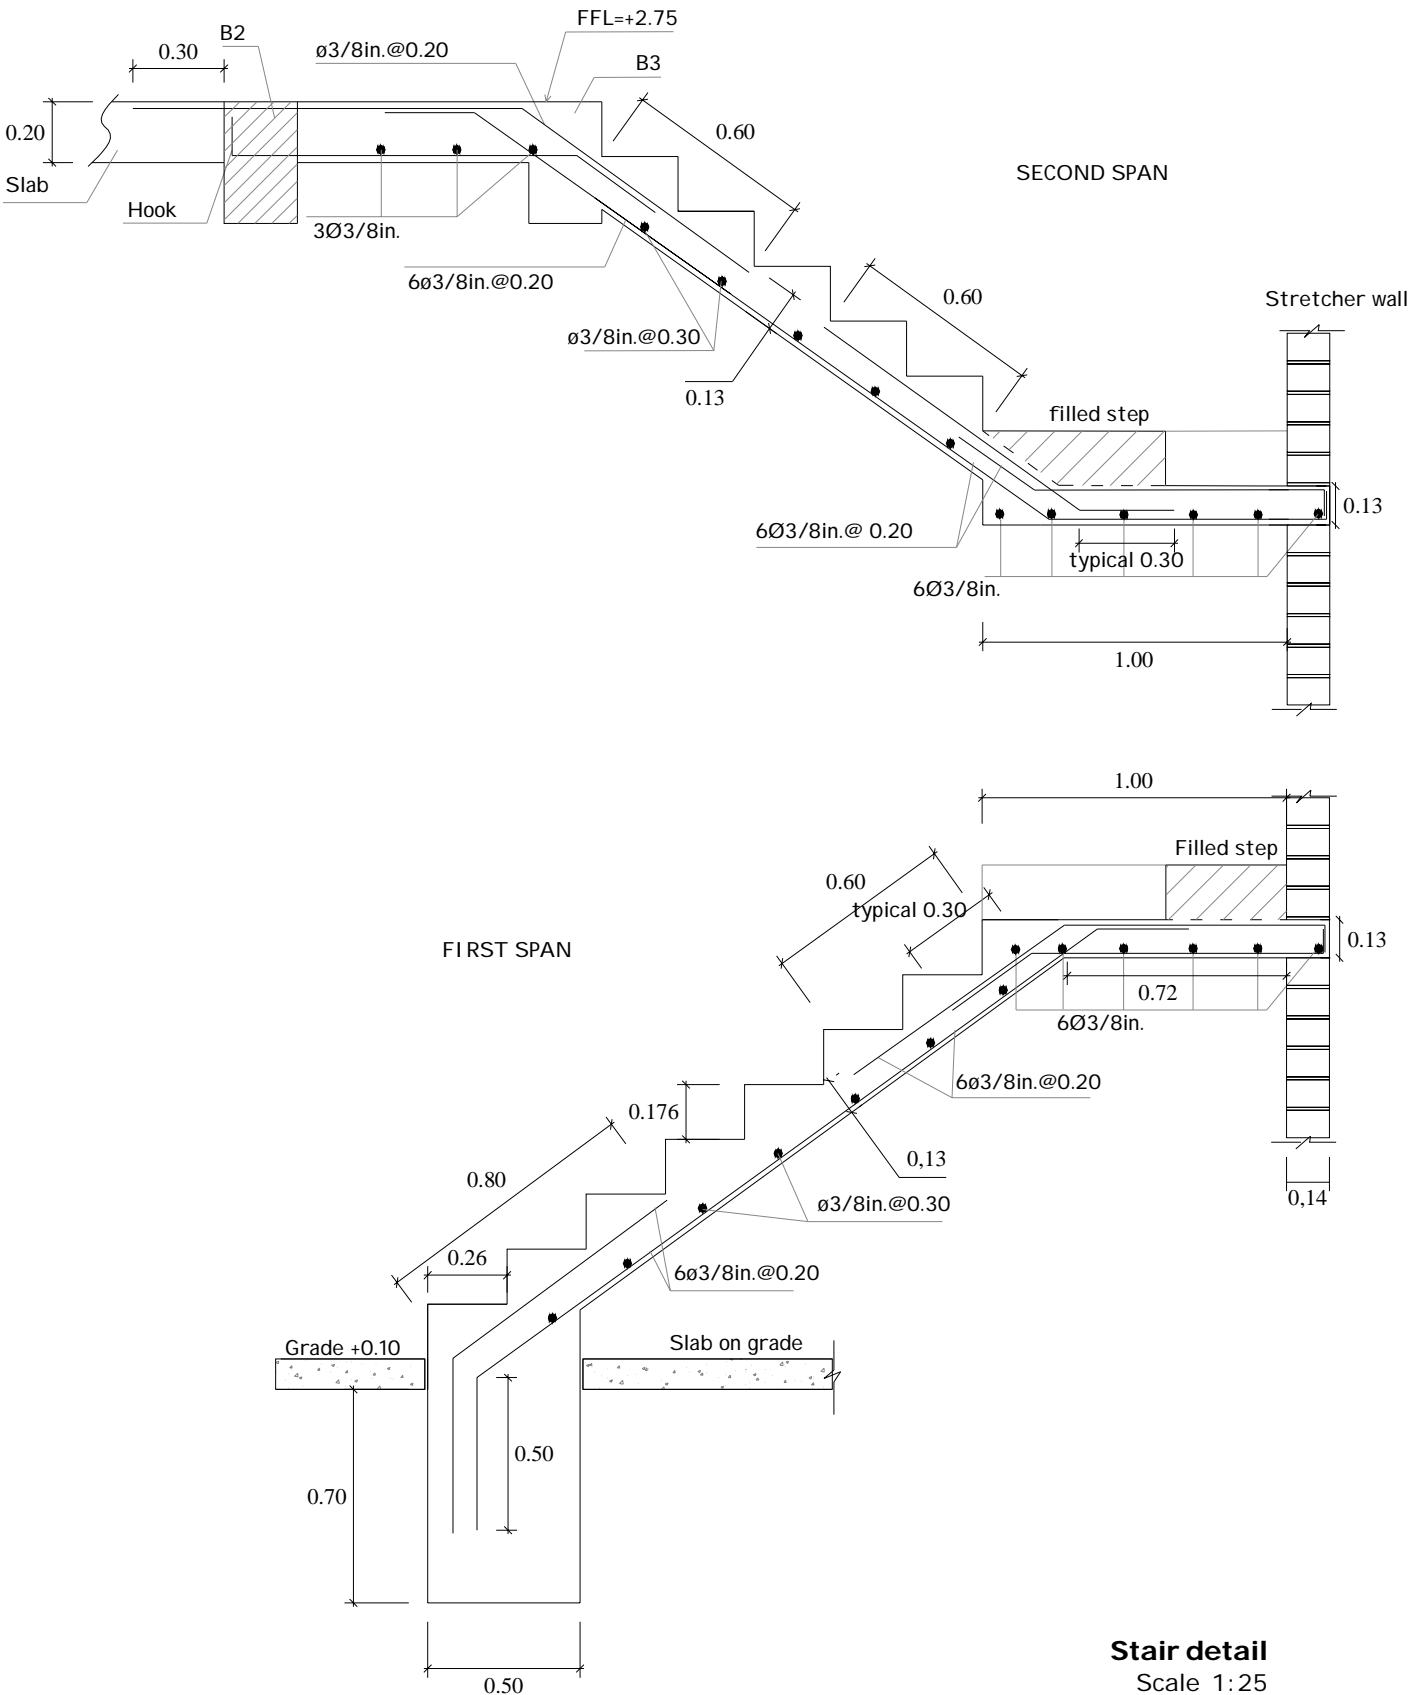 FFL=+2.75
B2
0.30
ø3/8in.@0.20
B3
0.20
0.60
SECOND SPAN
Slab
Hook
3Ø3/8in.
6ø3/8in.@0.20
0.60
Stretcher wall
ø3/8in.@0.30
0.13
filled step
0.13
6Ø3/8in.@ 0.20
typical 0.30
6Ø3/8in.
1.00
1.00
Filled step
0.60
typical 0.30
FIRST SPAN
0.13
0.72
6Ø3/8in.
6ø3/8in.@0.20
0.176
0,13
0.80
ø3/8in.@0.30
0,14
0.26
6ø3/8in.@0.20
Grade +0.10
Slab on grade
0.50
0.70
0.50
Stair detail
Scale 1:25